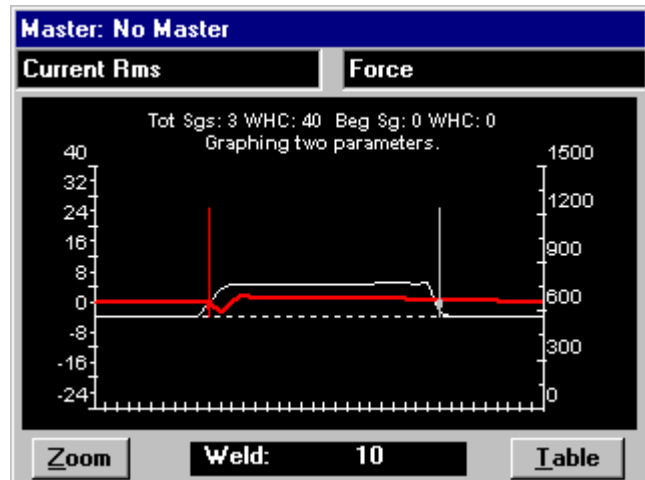 Master: No Master
Current Rms Force
Tot Sgs: 3 WHC: 40 Beg Sg: 0 WHC: 0
Graphing two parameters.
40 1500
32
24 1200
16
8 900
0 600
-8
-16 300
-24 0
Zoom Weld: 10 Table